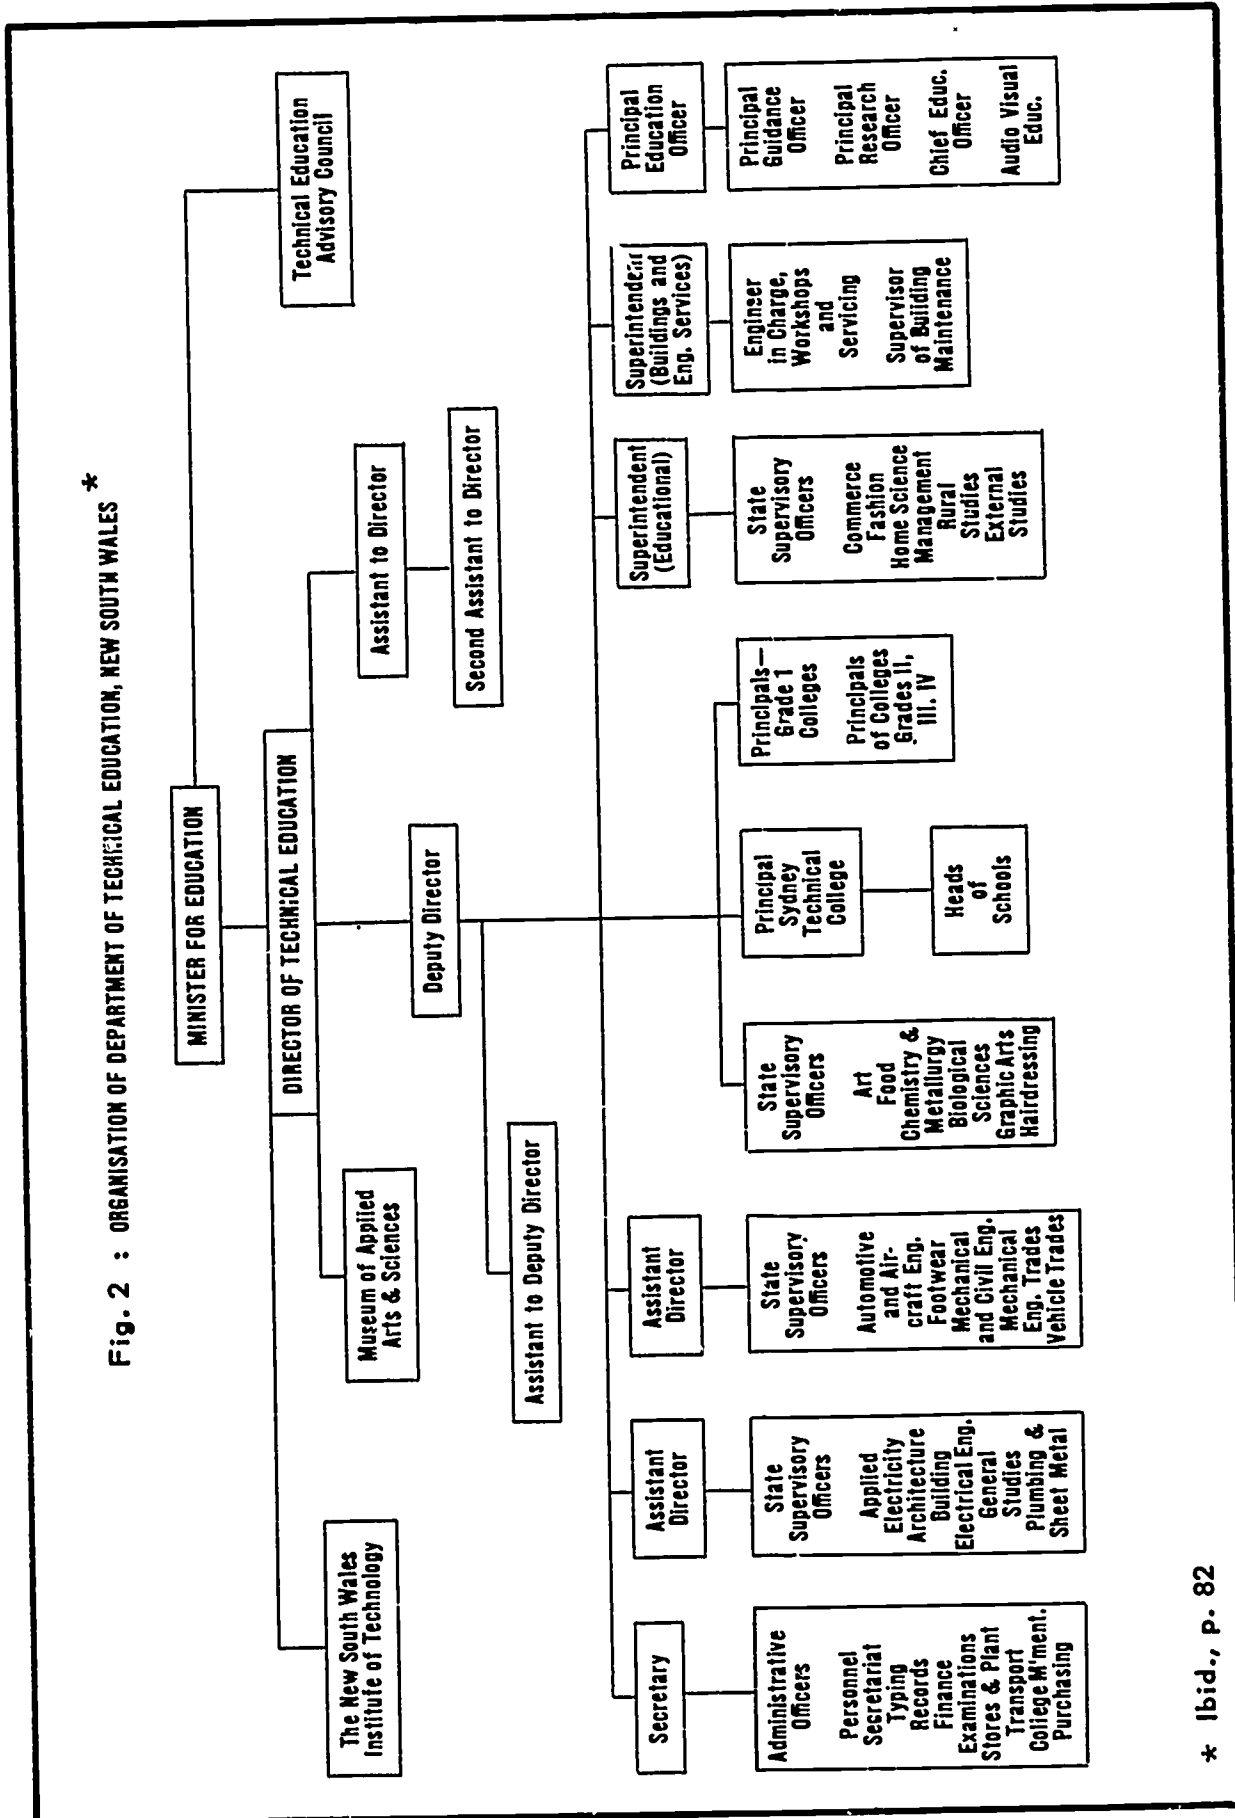 Fig. 2 : ORGANISATION OF DEPARTMENT OF TECHNICAL EDUCATION, NEW SOUTH WALES *
MINISTER FOR EDUCATION
Technical Education
Advisory Council
DIRECTOR OF TECHNICAL EDUCATION
The New South Wales
Institute of Technology
Museum of Applied
Arts & Sciences
Deputy Director
Assistant to Director
Second Assistant to Director
Assistant to Deputy Director
Secretary
Administrative
Officers
Personnel
Secretariat
Typing
Records
Finance
Examinations
Stores & Plant
Transport
College M'ment.
Purchasing
Assistant
Director
State
Supervisory
Officers
Applied
Electricity
Architecture
Building
Electrical Eng.
General
Studies
Plumbing &
Sheet Metal
Assistant
Director
State
Supervisory
Officers
Automotive
and Air-
craft Eng.
Footwear
Mechanical
and Civil Eng.
Mechanical
Eng. Trades
Vehicle Trades
State
Supervisory
Officers
Art
Food
Chemistry &
Metallurgy
Biological
Sciences
Graphic Arts
Hairdressing
Principal
Sydney
Technical
College
Heads
of
Schools
Principals—
Grade 1
Colleges
Principals
of Colleges
Grades II,
III. IV
Superintendent
(Educational)
State
Supervisory
Officers
Commerce
Fashion
Home Science
Management
Rural
Studies
External
Studies
Superintendent
(Buildings and
Eng. Services)
Engineer
in Charge,
Workshops
and
Servicing
Supervisor
of Building
Maintenance
Principal
Education
Officer
Principal
Guidance
Officer
Principal
Research
Officer
Chief Educ.
Officer
Audio Visual
Educ.
* Ibid., p. 82